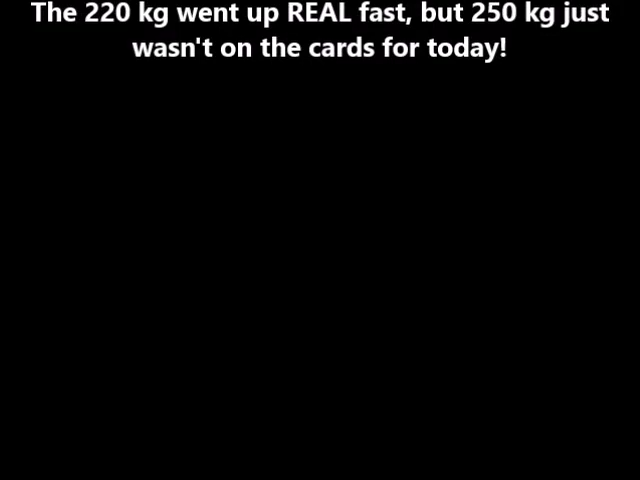 The 220 kg went up REAL fast, but 250 kg just
wasn't on the cards for today!